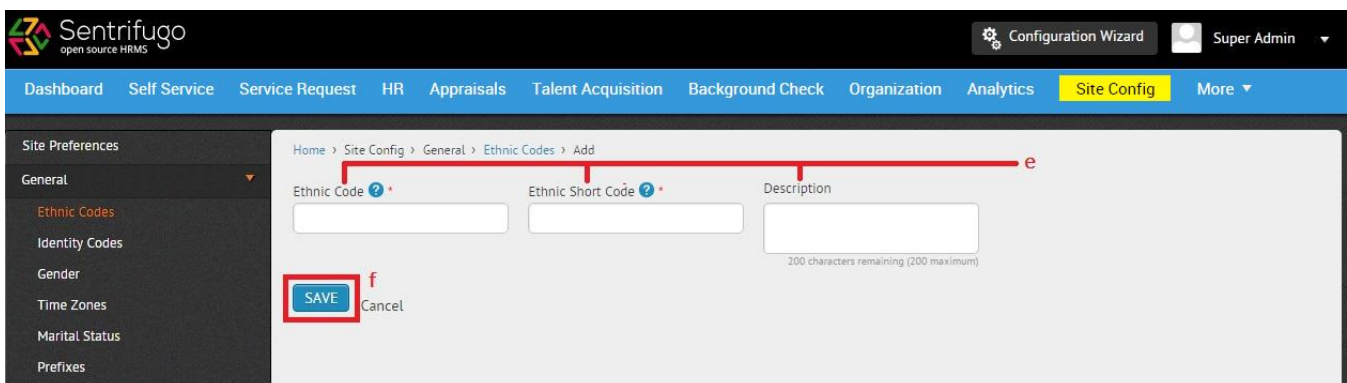 Sentrifugo
open source HRMS
Configuration Wizard
Super Admin
Dashboard Self Service Service Request HR Appraisals Talent Acquisition Background Check Organization Analytics Site Config More
Site Preferences
General
Ethnic Codes
Identity Codes
Gender
Time Zones
Marital Status
Prefixes
Home › Site Config › General › Ethnic Codes › Add
e
Ethnic Code ? * Ethnic Short Code ? * Description
200 characters remaining (200 maximum)
f
SAVE Cancel